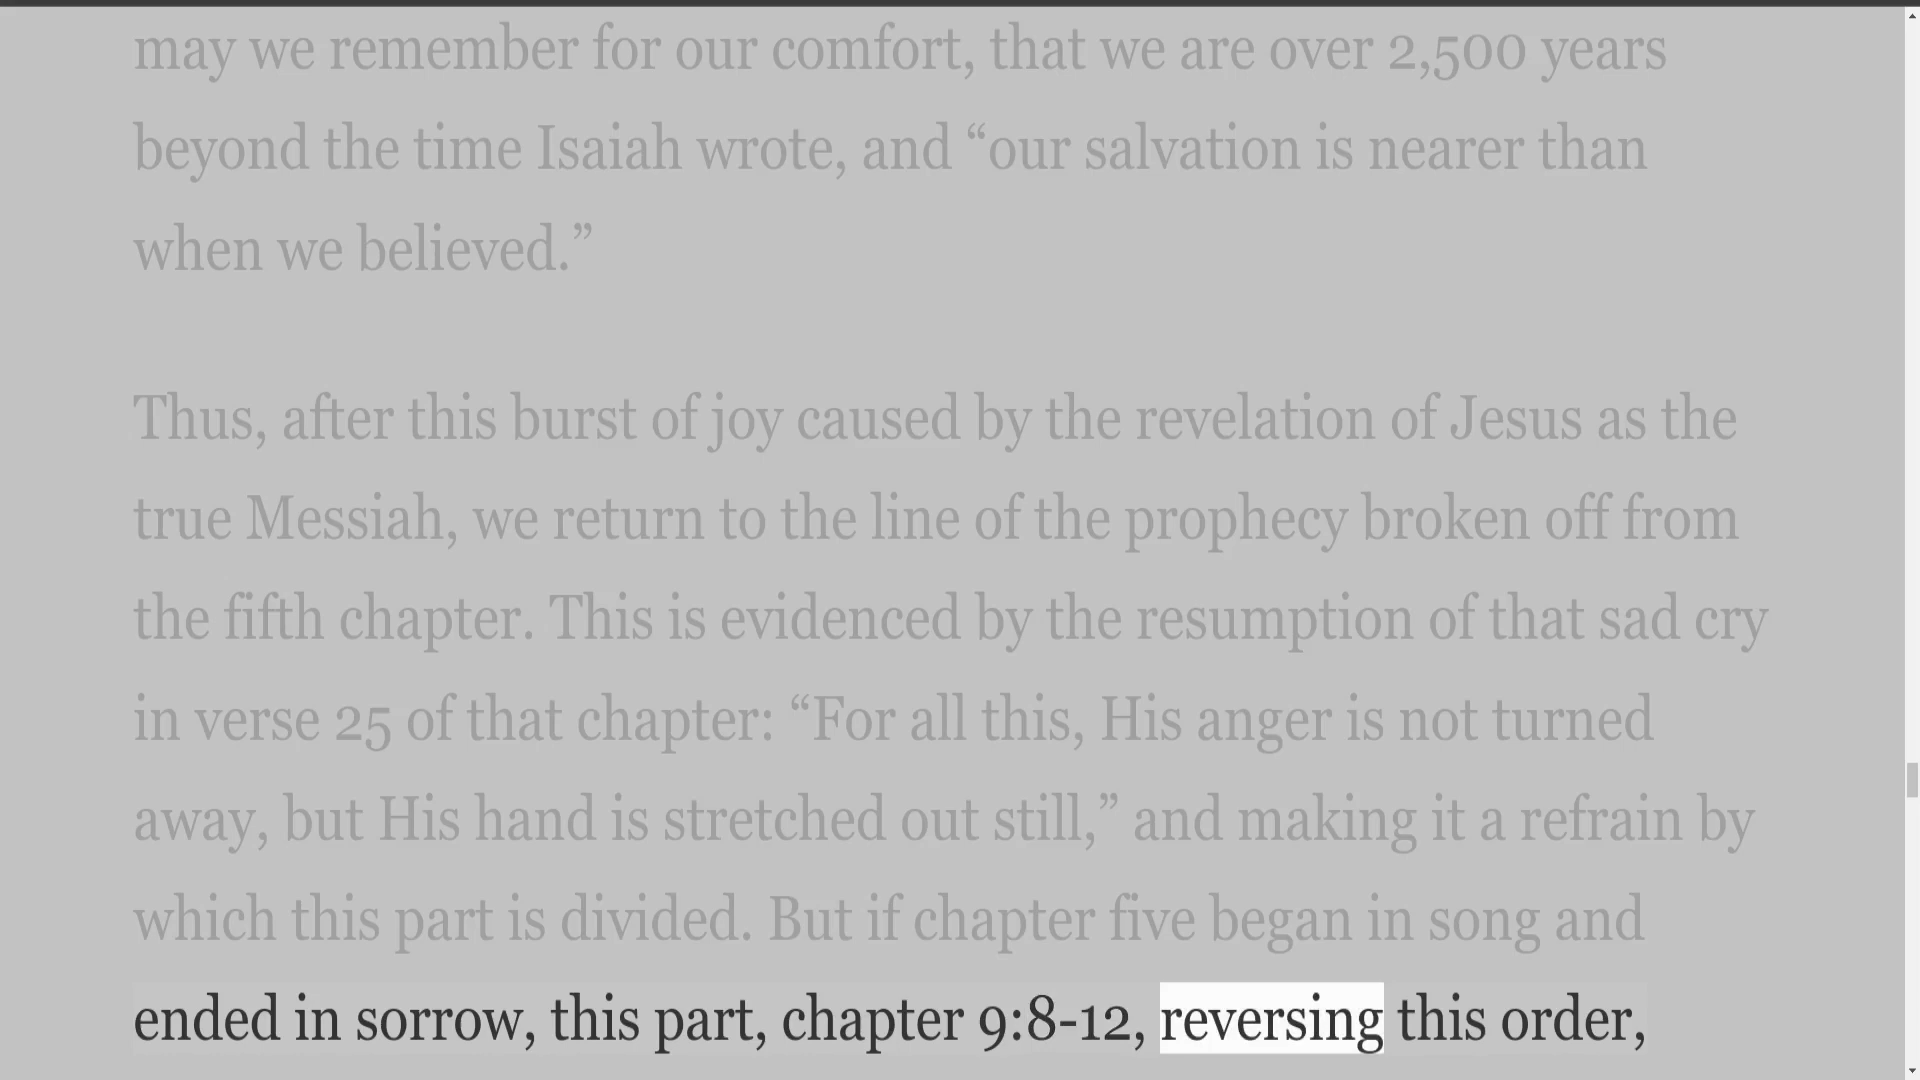 may we remember for our comfort, that we are over 2,500 years
beyond the time Isaiah wrote, and “our salvation is nearer than
when we believed.”
Thus, after this burst of joy caused by the revelation of Jesus as the
true Messiah, we return to the line of the prophecy broken off from
the fifth chapter. This is evidenced by the resumption of that sad cry
in verse 25 of that chapter: “For all this, His anger is not turned
away, but His hand is stretched out still,” and making it a refrain by
which this part is divided. But if chapter five began in song and
ended in sorrow, this part, chapter 9:8-12, reversing this order,